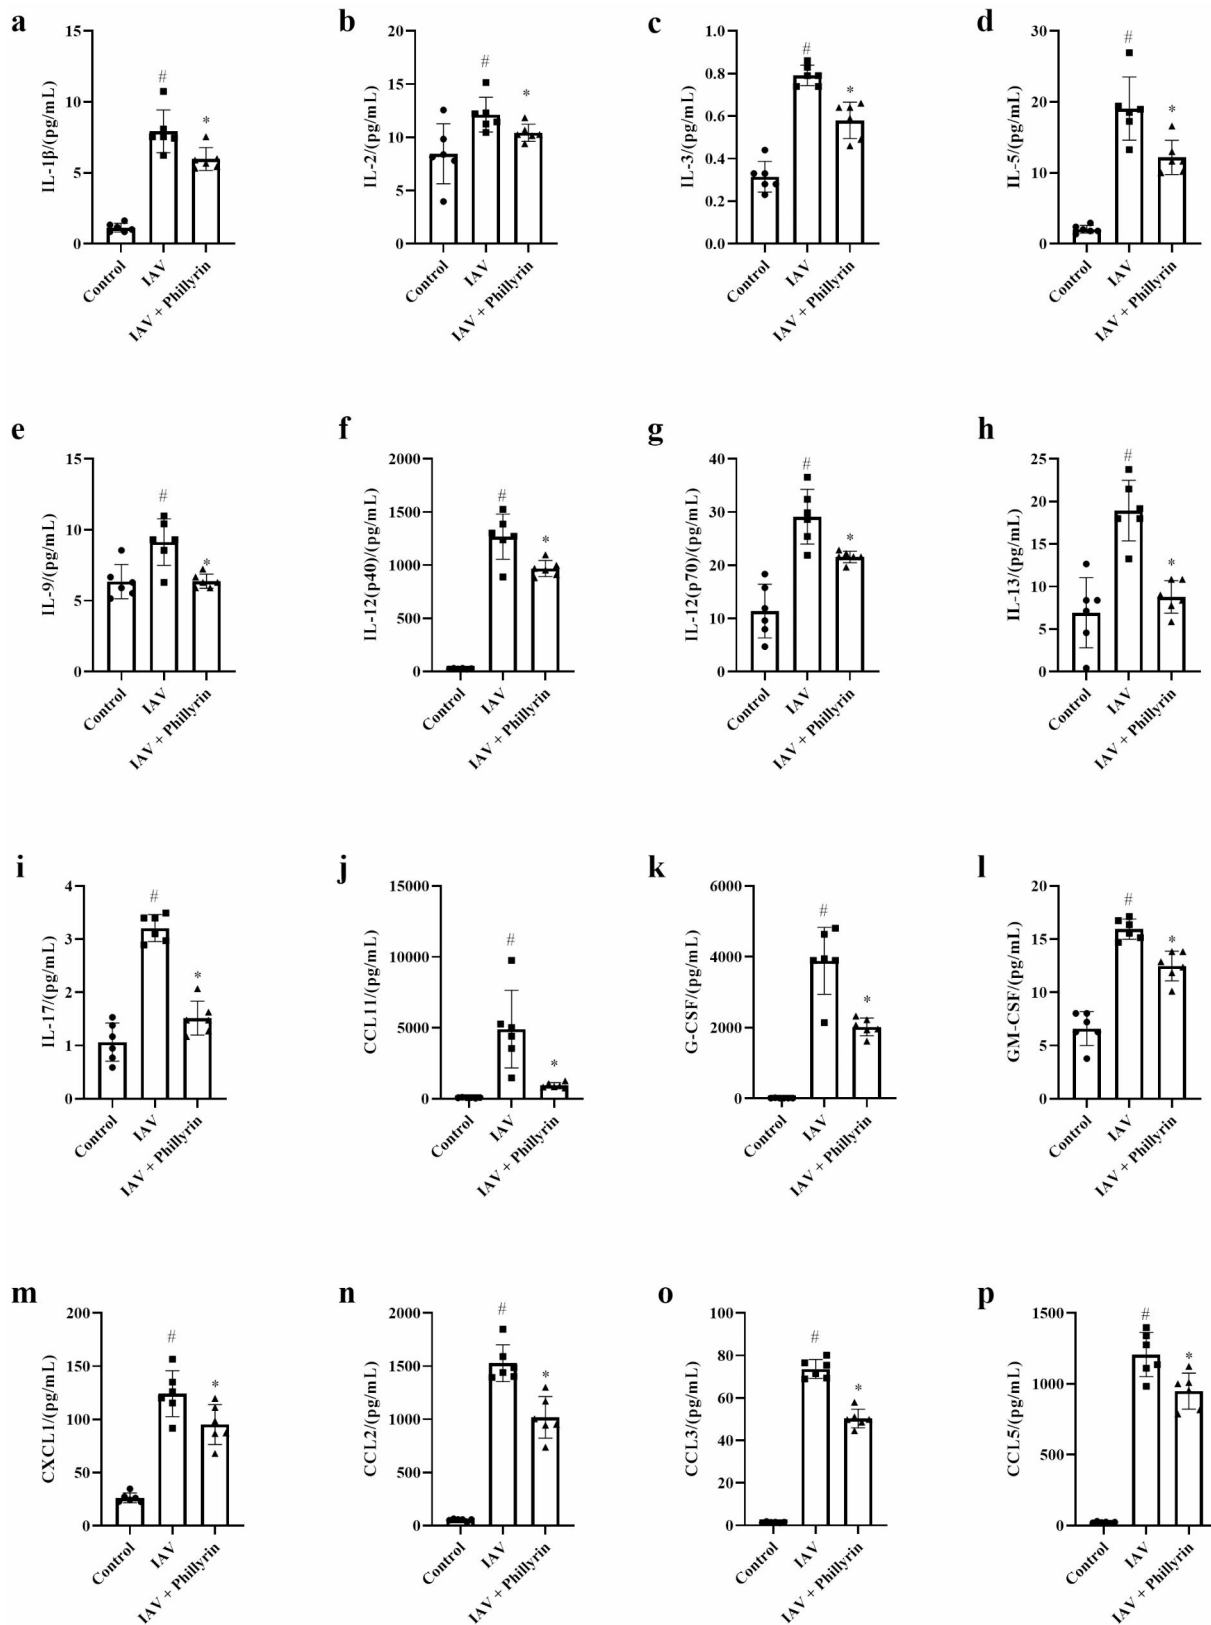 a
b
c
d
IL-1β/(pg/mL)
15
10
5
0
#
*
Control
IAV
IAV + Phillyrin
IL-2/(pg/mL)
20
15
10
5
0
#
*
Control
IAV
IAV + Phillyrin
IL-3/(pg/mL)
1.0
0.8
0.6
0.4
0.2
0.0
#
*
Control
IAV
IAV + Phillyrin
IL-5/(pg/mL)
30
20
10
0
#
*
Control
IAV
IAV + Phillyrin
e
f
g
h
IL-9/(pg/mL)
15
10
5
0
#
*
Control
IAV
IAV + Phillyrin
IL-12(p40)/(pg/mL)
2000
1500
1000
500
0
#
*
Control
IAV
IAV + Phillyrin
IL-12(p70)/(pg/mL)
40
30
20
10
0
#
*
Control
IAV
IAV + Phillyrin
IL-13/(pg/mL)
25
20
15
10
5
0
#
*
Control
IAV
IAV + Phillyrin
i
j
k
l
IL-17/(pg/mL)
4
3
2
1
0
#
*
Control
IAV
IAV + Phillyrin
CCL11/(pg/mL)
15000
10000
5000
0
#
*
Control
IAV
IAV + Phillyrin
G-CSF/(pg/mL)
6000
4000
2000
0
#
*
Control
IAV
IAV + Phillyrin
GM-CSF/(pg/mL)
20
15
10
5
0
#
*
Control
IAV
IAV + Phillyrin
m
n
o
p
CXCL1/(pg/mL)
200
150
100
50
0
#
*
Control
IAV
IAV + Phillyrin
CCL2/(pg/mL)
2000
1500
1000
500
0
#
*
Control
IAV
IAV + Phillyrin
CCL3/(pg/mL)
100
80
60
40
20
0
#
*
Control
IAV
IAV + Phillyrin
CCL5/(pg/mL)
1500
1000
500
0
#
*
Control
IAV
IAV + Phillyrin